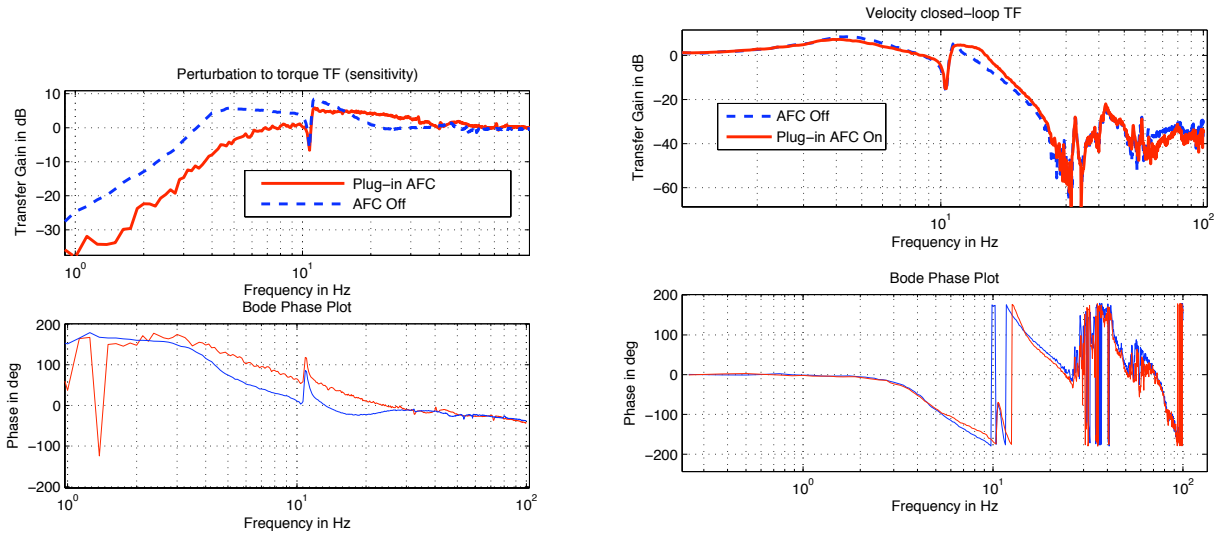 Perturbation to torque TF (sensitivity)
10
0
−10
−20
−30
Transfer Gain in dB
Plug−in AFC
AFC Off
10^0
10^1
Frequency in Hz
Bode Phase Plot
200
100
0
−100
−200
Phase in deg
10^0
10^1
10^2
Frequency in Hz
Velocity closed−loop TF
0
−20
−40
−60
Transfer Gain in dB
AFC Off
Plug−in AFC On
10^1
10^2
Frequency in Hz
Bode Phase Plot
200
100
0
−100
−200
Phase in deg
10^0
10^1
10^2
Frequency in Hz